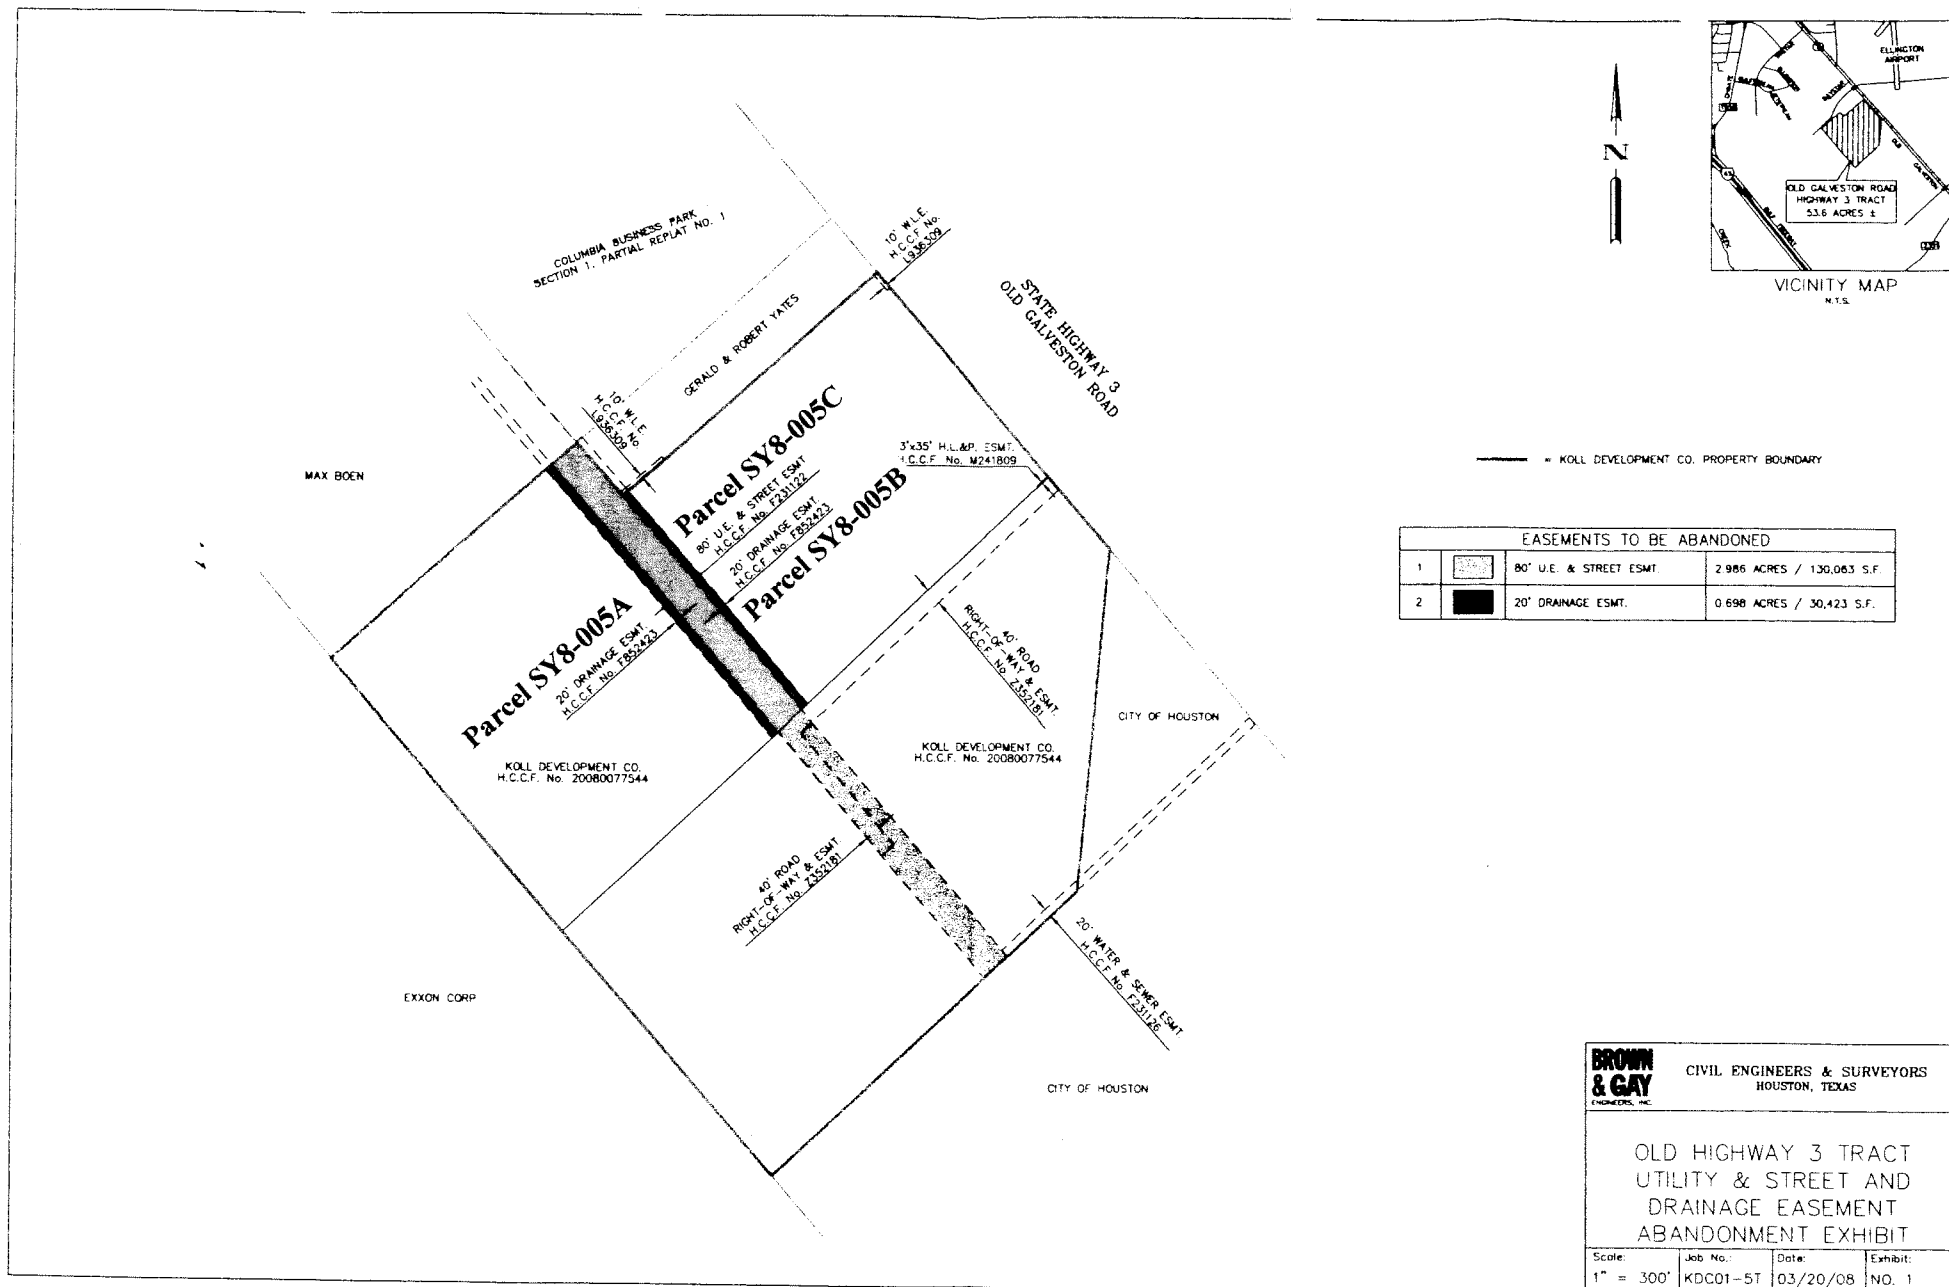 COLUMBIA BUSINESS PARK
SECTION 1, PARTIAL REPLAT NO. 1
10' W.L.E.
H.C.C.F. No.
L936309
STATE HIGHWAY 3
OLD GALVESTON ROAD
GERALD & ROBERT YATES
10' W.L.E.
H.C.C.F. No.
L936309
MAX BOEN
Parcel SY8-005C
80' U.E. & STREET ESMT
H.C.C.F. No. F231122
20' DRAINAGE ESMT.
H.C.C.F. No. F852423
Parcel SY8-005B
3'x35' H.L.&P. ESMT.
H.C.C.F. No. M241809
Parcel SY8-005A
20' DRAINAGE ESMT.
H.C.C.F. No. F852423
KOLL DEVELOPMENT CO.
H.C.C.F. No. 20080077544
40' ROAD
RIGHT-OF-WAY & ESMT.
H.C.C.F. No. Z352181
CITY OF HOUSTON
KOLL DEVELOPMENT CO.
H.C.C.F. No. 20080077544
40' ROAD
RIGHT-OF-WAY & ESMT.
H.C.C.F. No. Z352181
20' WATER & SEWER ESMT.
H.C.C.F. No. F231126
EXXON CORP
CITY OF HOUSTON
N
ELLINGTON
AIRPORT
OLD
GALVESTON
OLD GALVESTON ROAD
HIGHWAY 3 TRACT
53.6 ACRES ±
CREEK
VICINITY MAP
N.T.S.
= KOLL DEVELOPMENT CO. PROPERTY BOUNDARY
EASEMENTS TO BE ABANDONED
1 80' U.E. & STREET ESMT. 2.986 ACRES / 130,063 S.F.
2 20' DRAINAGE ESMT. 0.698 ACRES / 30,423 S.F.
BROWN
& GAY
ENGINEERS, INC.
CIVIL ENGINEERS & SURVEYORS
HOUSTON, TEXAS
OLD HIGHWAY 3 TRACT
UTILITY & STREET AND
DRAINAGE EASEMENT
ABANDONMENT EXHIBIT
Scale: Job No.: Date: Exhibit:
1" = 300' KDC01-5T 03/20/08 NO. 1